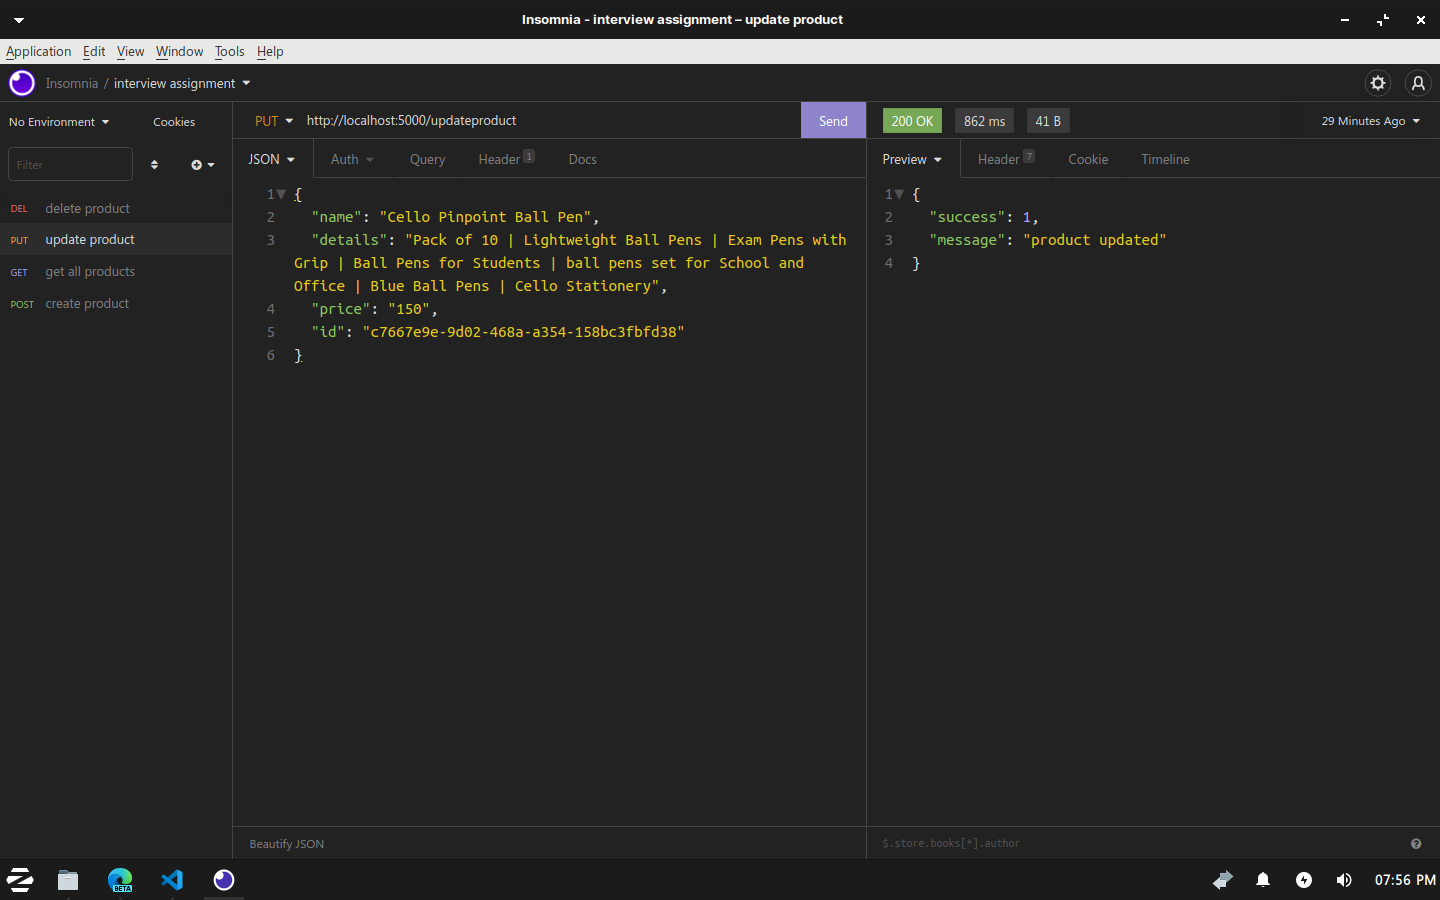 Insomnia - interview assignment – update product
Application Edit View Window Tools Help
Insomnia / interview assignment
No Environment Cookies
PUT http://localhost:5000/updateproduct Send
200 OK 862 ms 41 B 29 Minutes Ago
Filter
JSON Auth Query Header 1 Docs
Preview Header 7 Cookie Timeline
DEL delete product
PUT update product
GET get all products
POST create product
1 {
2 "name": "Cello Pinpoint Ball Pen",
3 "details": "Pack of 10 | Lightweight Ball Pens | Exam Pens with
Grip | Ball Pens for Students | ball pens set for School and
Office | Blue Ball Pens | Cello Stationery",
4 "price": "150",
5 "id": "c7667e9e-9d02-468a-a354-158bc3fbfd38"
6 }
1 {
2 "success": 1,
3 "message": "product updated"
4 }
Beautify JSON
$.store.books[*].author
BETA
07:56 PM